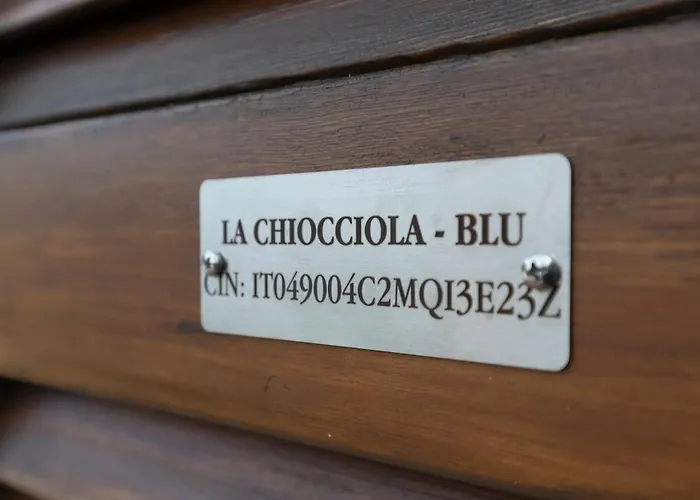 LA CHIOCCIOLA - BLU
CIN: IT049004C2MQI3E23Z